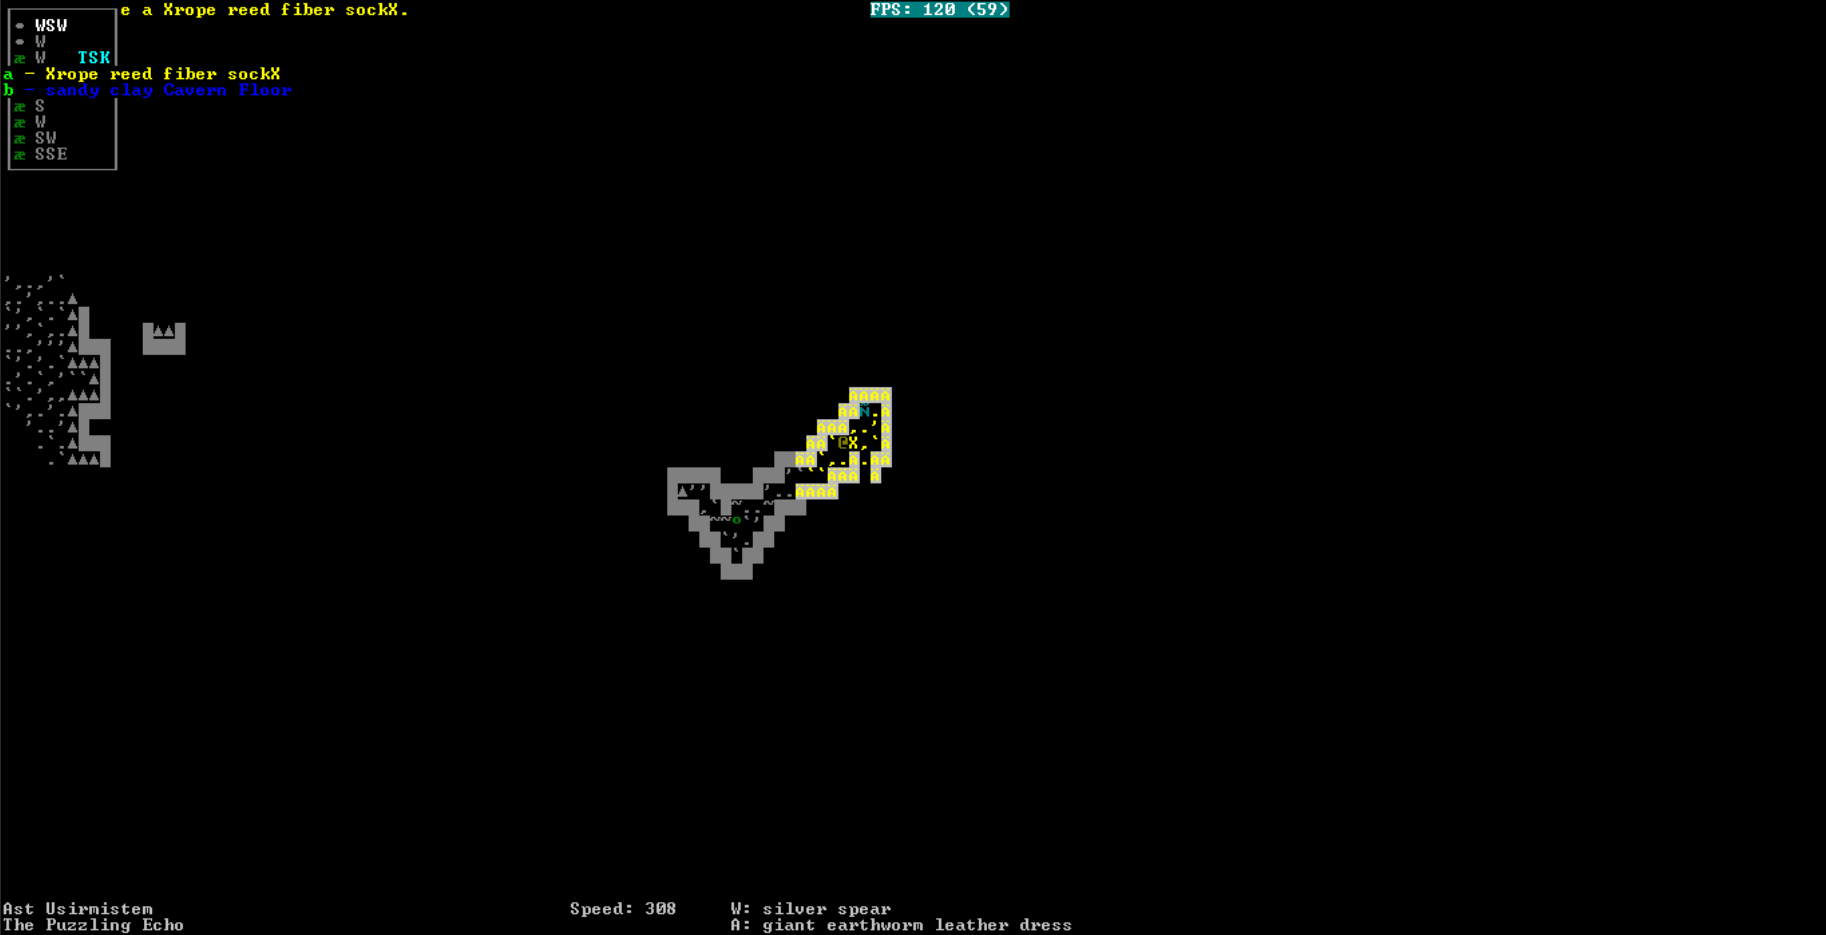 e a Xrope reed fiber sockX.
FPS: 120 (59)
WSW
W
æ W TSK
a - Xrope reed fiber sockX
b - sandy clay Cavern Floor
æ S
æ W
æ SW
æ SSE
Ast Usirmistem
Speed: 308
W: silver spear
The Puzzling Echo
A: giant earthworm leather dress